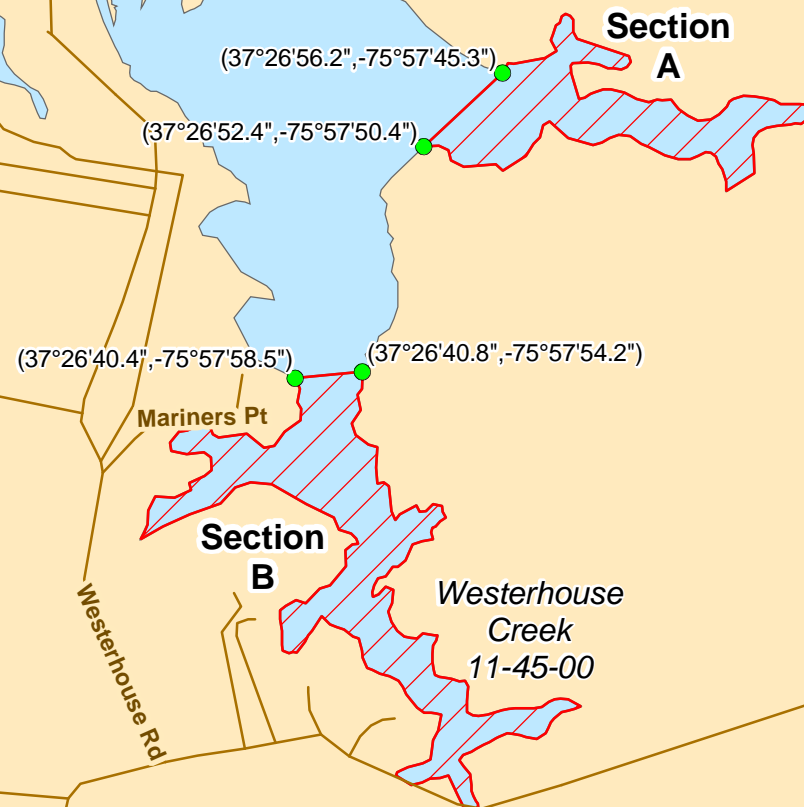 Section
A
(37°26'56.2",-75°57'45.3")
(37°26'52.4",-75°57'50.4")
(37°26'40.4",-75°57'58.5")
(37°26'40.8",-75°57'54.2")
Mariners Pt
Section
B
Westerhouse
Creek
11-45-00
Westerhouse Rd